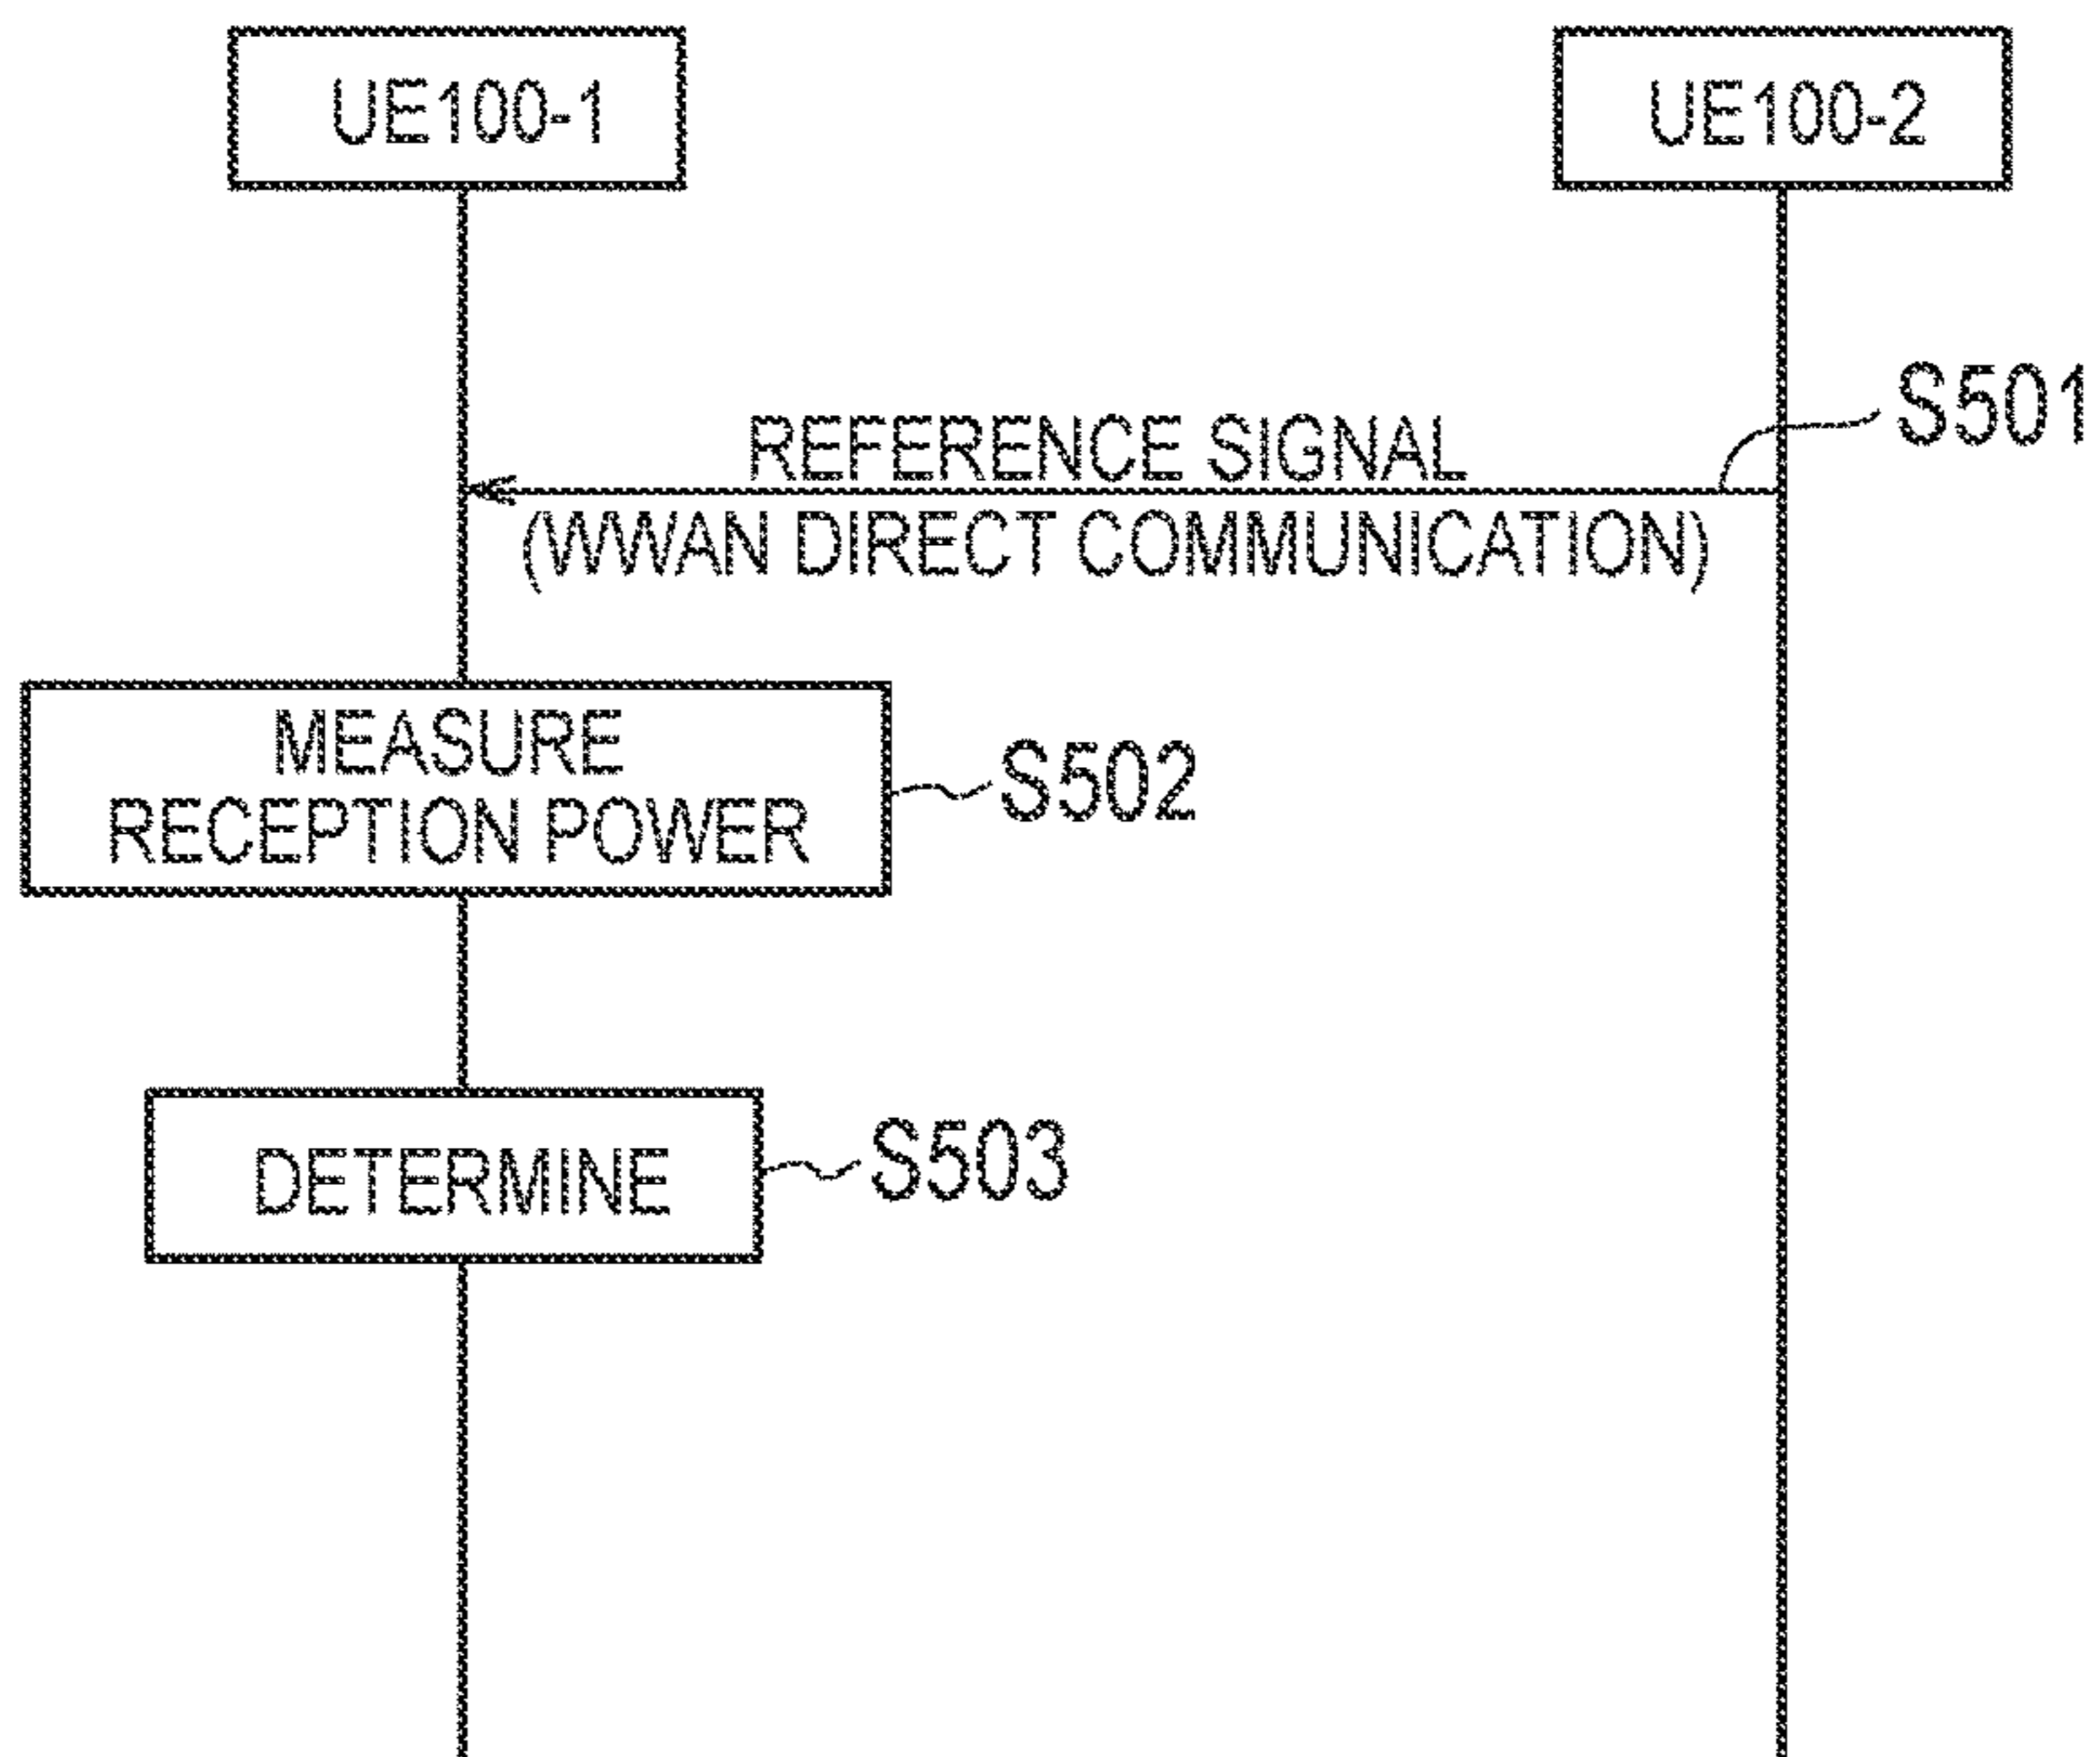 UE100-1
UE100-2
S501
REFERENCE SIGNAL
(WWAN DIRECT COMMUNICATION)
MEASURE
RECEPTION POWER
S502
DETERMINE
S503